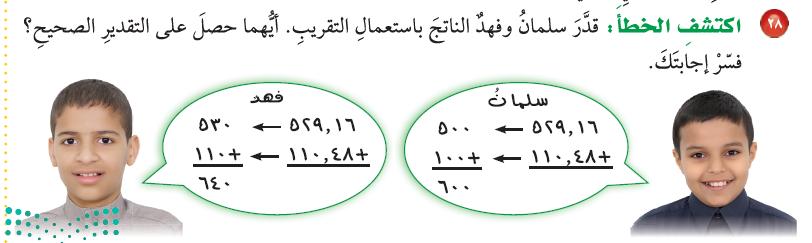 ٢٨ اكتشفِ الخطأَ: قدَّرَ سلمانُ وفهدٌ الناتجَ باستعمالِ التقريبِ. أيُّهما حصلَ على التقديرِ الصحيحِ؟
فسّرْ إجابتَكَ.
سلمانُ
٥٢٩,١٦ ← ٥٠٠
+١١٠,٤٨ ← +١٠٠
٦٠٠
فهد
٥٢٩,١٦ ← ٥٣٠
+١١٠,٤٨ ← +١١٠
٦٤٠